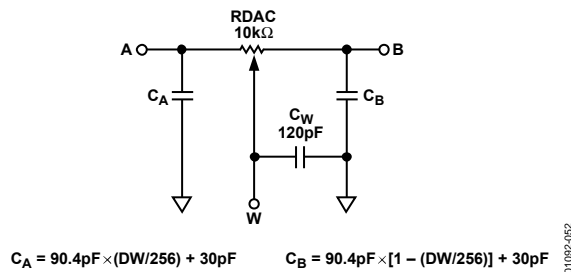 RDAC
10kΩ
A
B
C_A
C_B
C_W
120pF
W
C_A = 90.4pF×(DW/256) + 30pF
C_B = 90.4pF×[1 – (DW/256)] + 30pF
01092-052